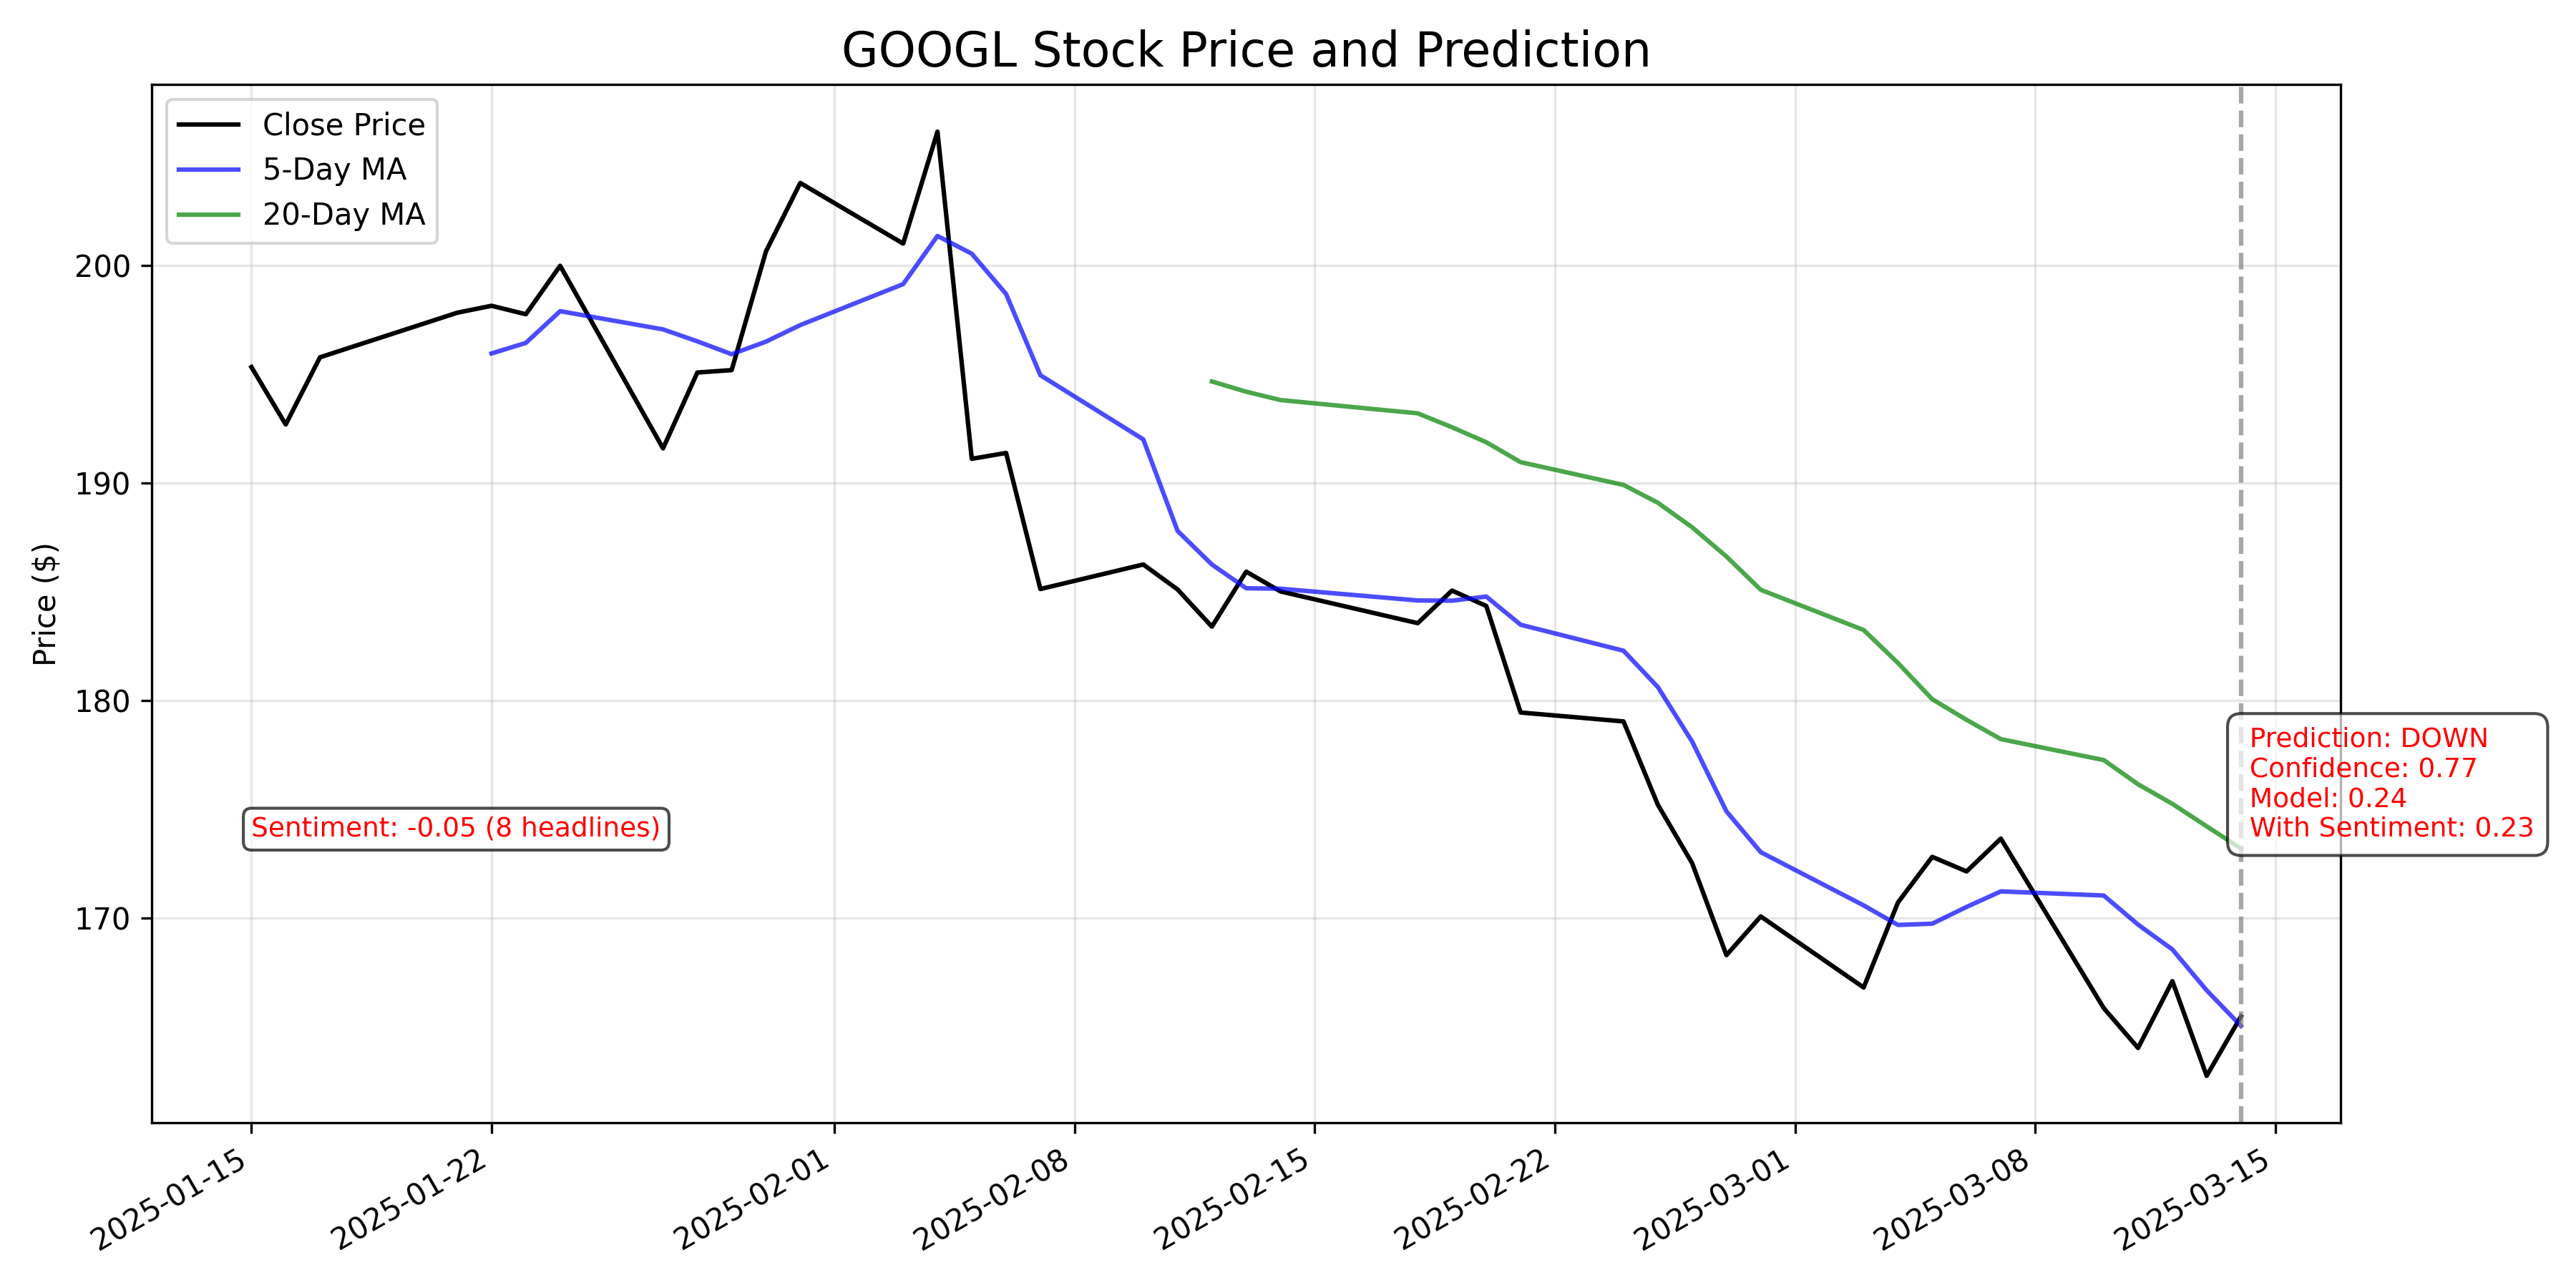 GOOGL Stock Price and Prediction
Close Price
5-Day MA
20-Day MA
Price ($)
200
190
180
170
Prediction: DOWN
Confidence: 0.77
Model: 0.24
With Sentiment: 0.23
Sentiment: -0.05 (8 headlines)
2025-01-15
2025-01-22
2025-02-01
2025-02-08
2025-02-15
2025-02-22
2025-03-01
2025-03-08
2025-03-15